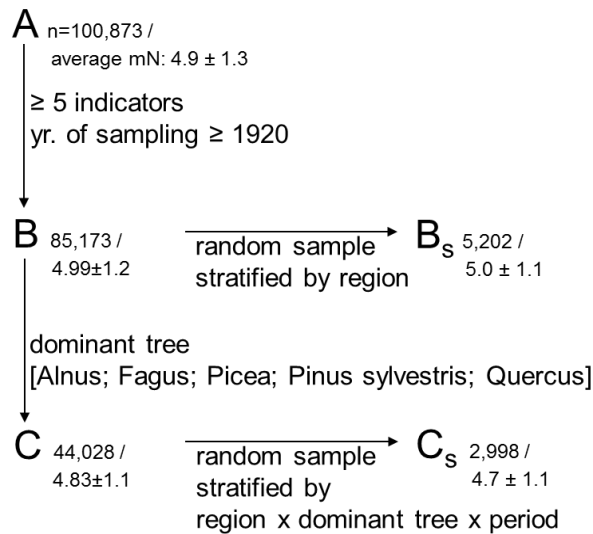 A n=100,873 /
average mN: 4.9 ± 1.3
≥ 5 indicators
yr. of sampling ≥ 1920
B 85,173 /
4.99±1.2
random sample
stratified by region
Bs 5,202 /
5.0 ± 1.1
dominant tree
[Alnus; Fagus; Picea; Pinus sylvestris; Quercus]
C 44,028 /
4.83±1.1
random sample
stratified by
region x dominant tree x period
Cs 2,998 /
4.7 ± 1.1